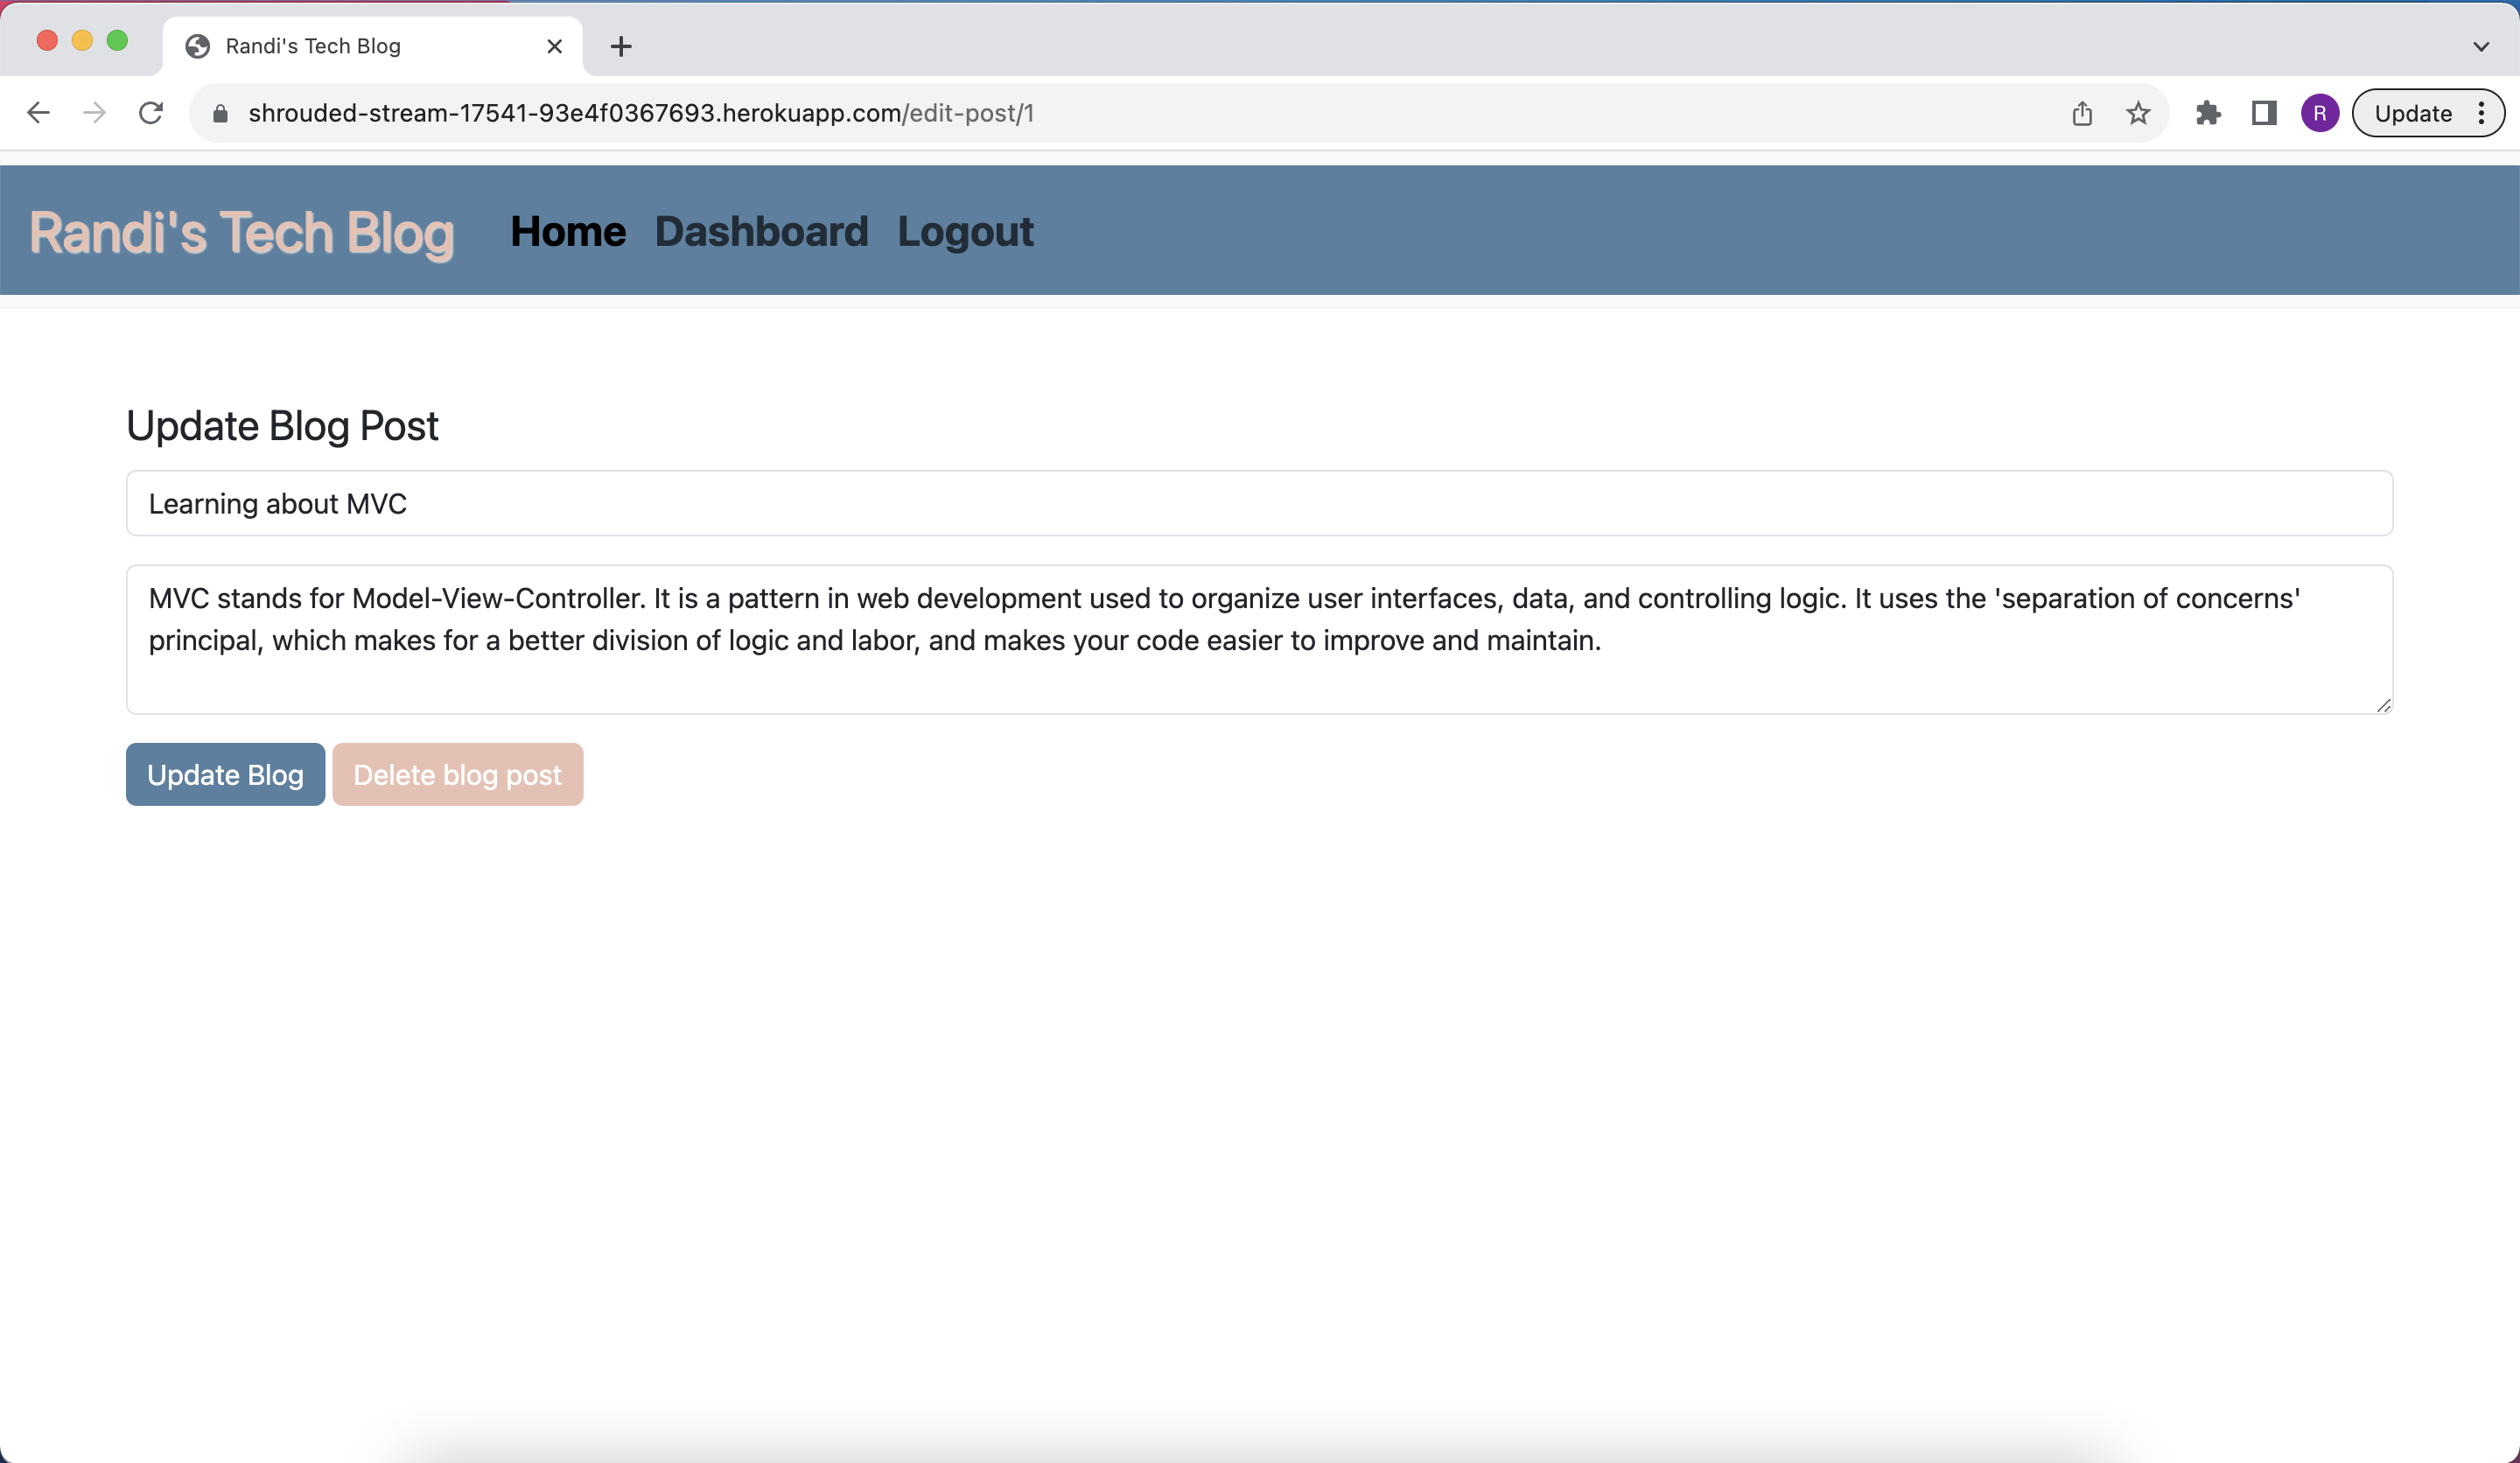 Randi's Tech Blog
shrouded-stream-17541-93e4f0367693.herokuapp.com/edit-post/1
R
Update
Randi's Tech Blog Home Dashboard Logout
Update Blog Post
Learning about MVC
MVC stands for Model-View-Controller. It is a pattern in web development used to organize user interfaces, data, and controlling logic. It uses the 'separation of concerns'
principal, which makes for a better division of logic and labor, and makes your code easier to improve and maintain.
Update Blog Delete blog post